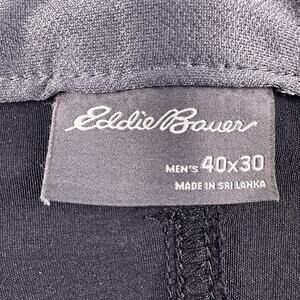 Eddie Bauer
MEN'S 40X30
MADE IN SRI LANKA